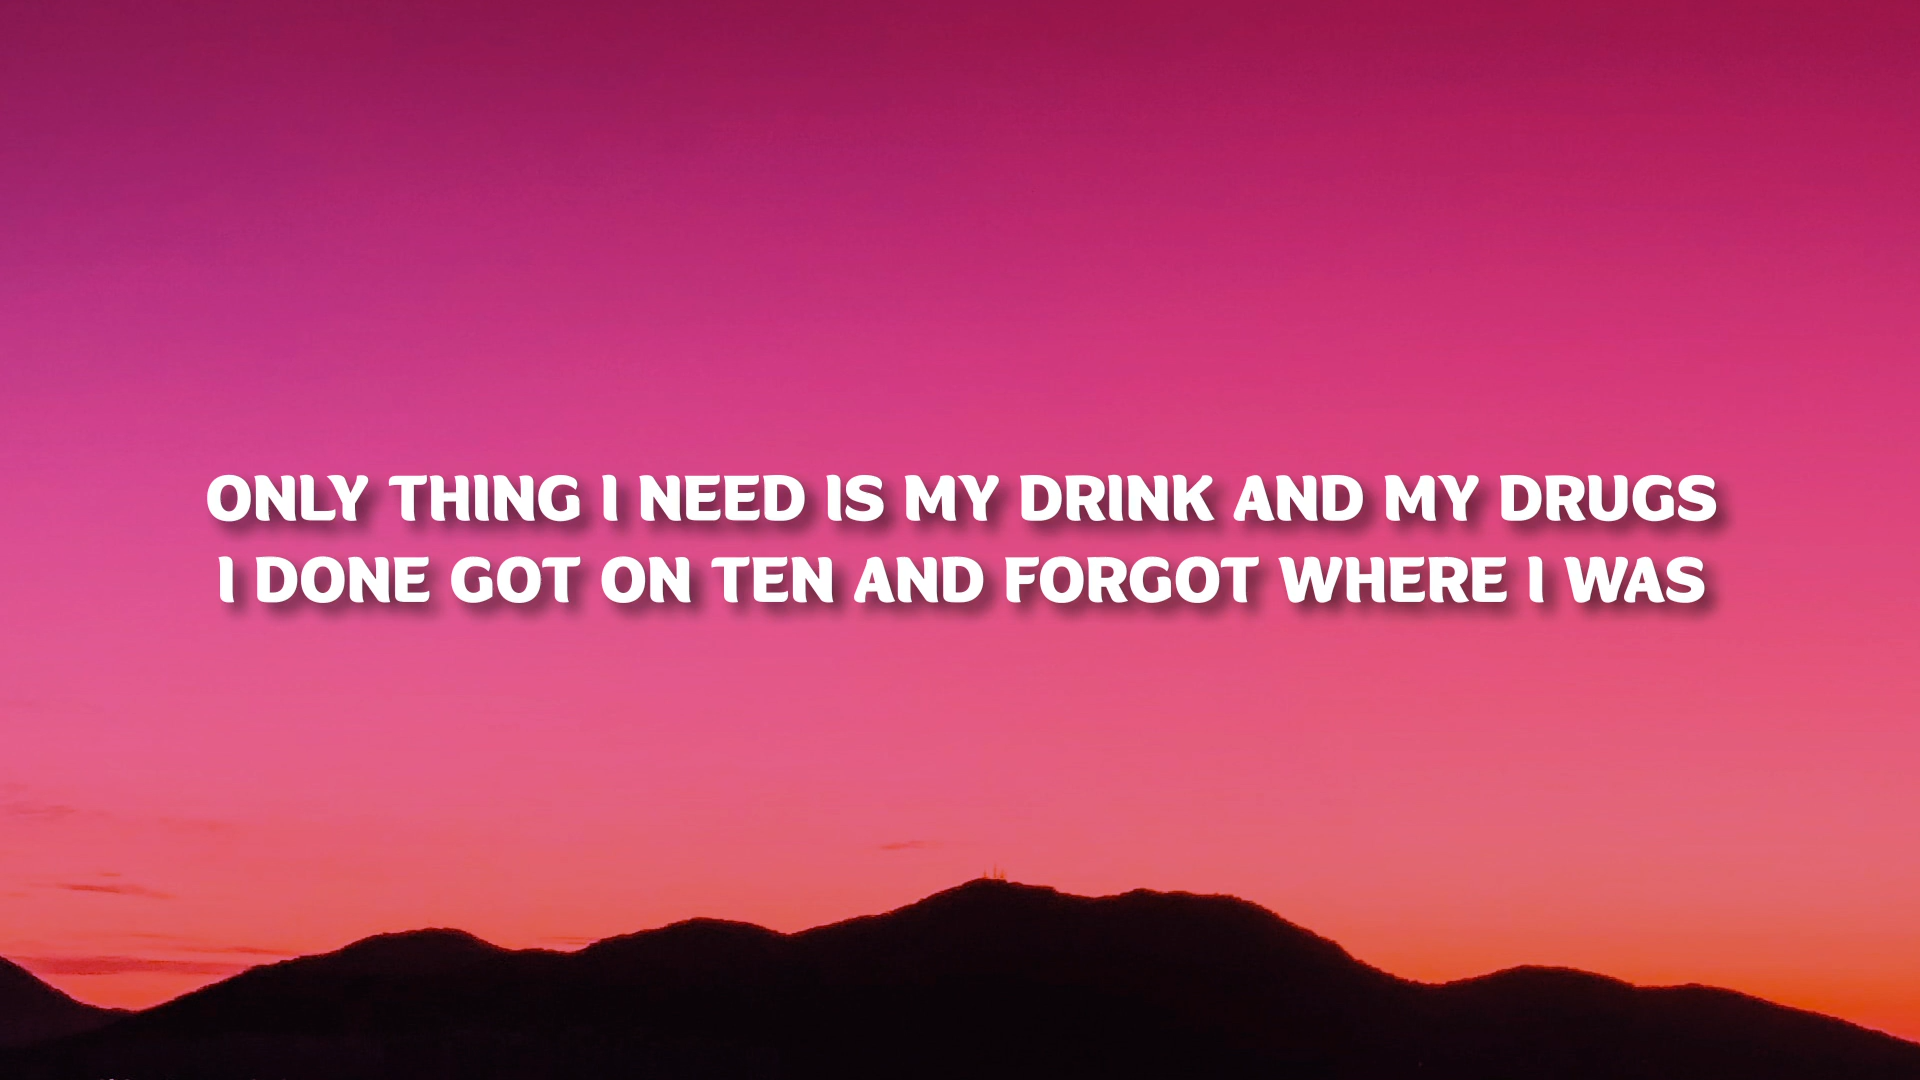 ONLY THING I NEED IS MY DRINK AND MY DRUGS
I DONE GOT ON TEN AND FORGOT WHERE I WAS